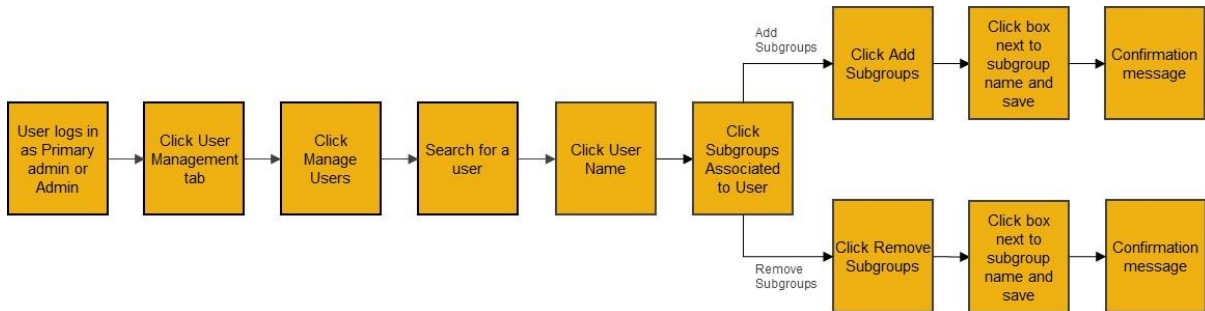 User logs in
as Primary
admin or
Admin
Click User
Management
tab
Click
Manage
Users
Search for a
user
Click User
Name
Click
Subgroups
Associated
to User
Add
Subgroups
Click Add
Subgroups
Click box
next to
subgroup
name and
save
Confirmation
message
Remove
Subgroups
Click Remove
Subgroups
Click box
next to
subgroup
name and
save
Confirmation
message